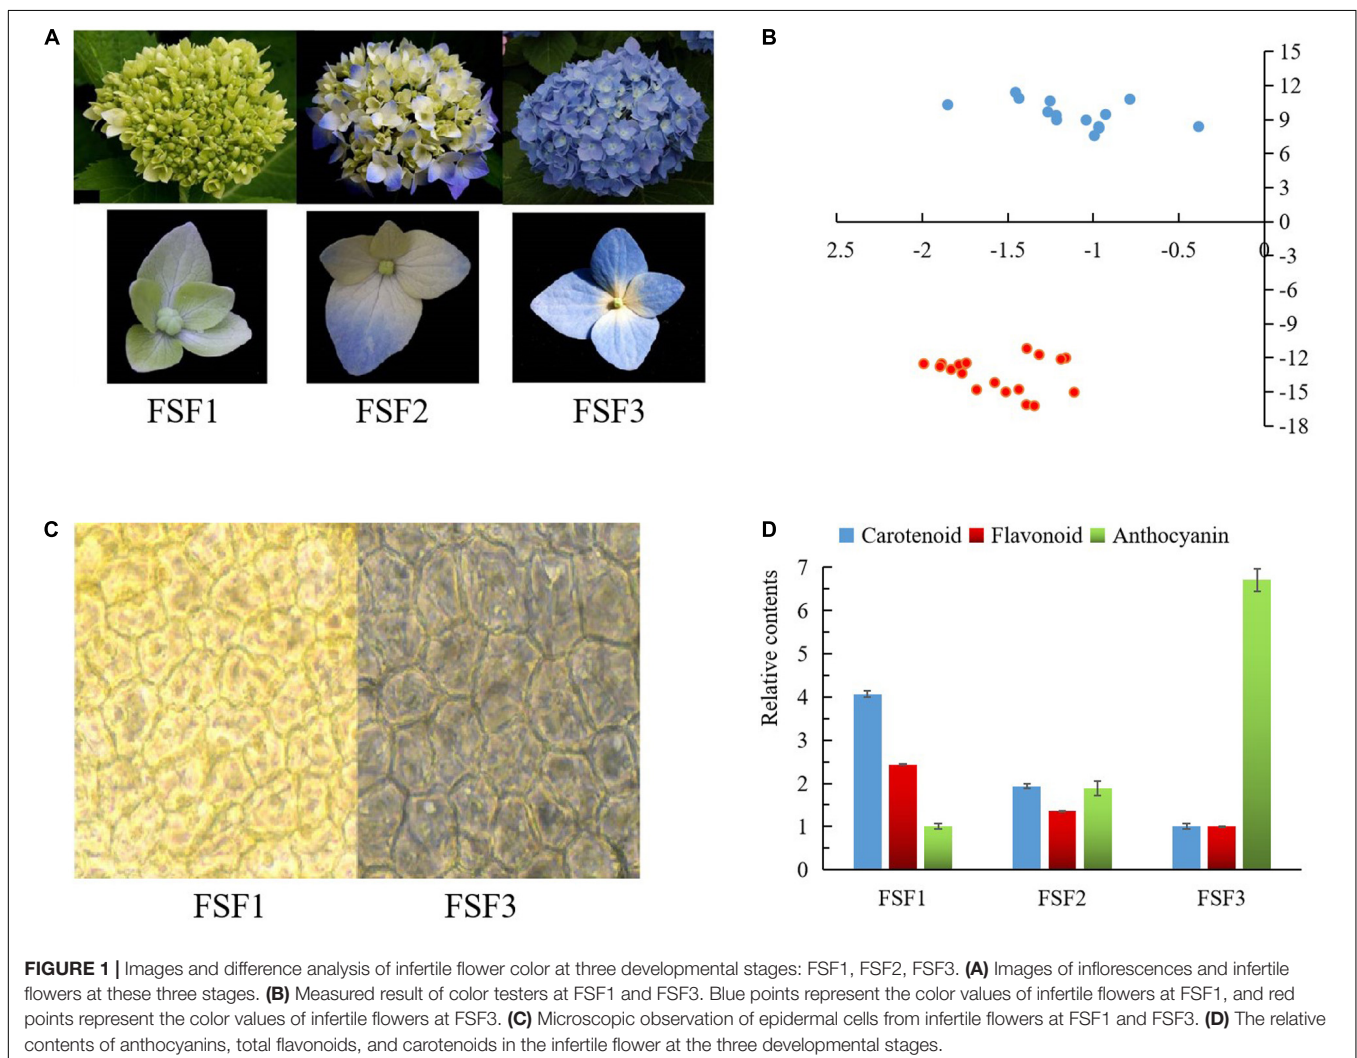 A
B
FSF1
FSF2
FSF3
15
12
9
6
3
0
2.5
-2
-1.5
-1
-0.5
0
-3
-6
-9
-12
-15
-18
C
FSF1
FSF3
D
Carotenoid Flavonoid Anthocyanin
Relative contents
7
6
5
4
3
2
1
0
FSF1
FSF2
FSF3
FIGURE 1 | Images and difference analysis of infertile flower color at three developmental stages: FSF1, FSF2, FSF3. (A) Images of inflorescences and infertile
flowers at these three stages. (B) Measured result of color testers at FSF1 and FSF3. Blue points represent the color values of infertile flowers at FSF1, and red
points represent the color values of infertile flowers at FSF3. (C) Microscopic observation of epidermal cells from infertile flowers at FSF1 and FSF3. (D) The relative
contents of anthocyanins, total flavonoids, and carotenoids in the infertile flower at the three developmental stages.